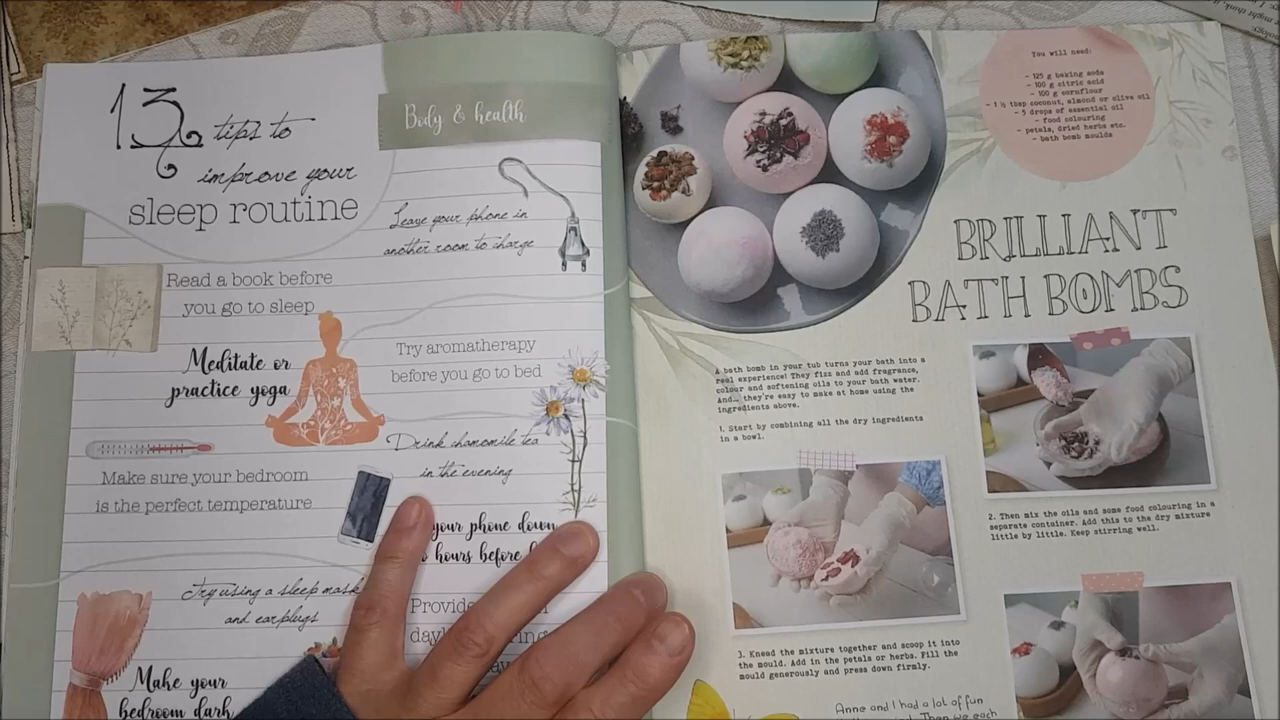 13 tips to
improve your
sleep routine
Body & health
Leave your phone in
another room to charge
Read a book before
you go to sleep
Meditate or
practice yoga
Try aromatherapy
before you go to bed
Drink chamomile tea
in the evening
Make sure your bedroom
is the perfect temperature
your phone down
hours before
Try using a sleep mask
and earplugs
Make your
bedroom dark
You will need:
- 125 g baking soda
- 100 g citric acid
- 100 g cornflour
- 1 ½ tbsp coconut, almond or olive oil
- 5 drops of essential oil
- food colouring
- petals, dried herbs etc.
- bath bomb moulds
BRILLIANT
BATH BOMBS
A bath bomb in your tub turns your bath into a
real experience! They fizz and add fragrance,
colour and softening oils to your bath water.
And… they're easy to make at home using the
ingredients above.
1. Start by combining all the dry ingredients
in a bowl.
2. Then mix the oils and some food colouring in a
separate container. Add this to the dry mixture
little by little. Keep stirring well.
3. Knead the mixture together and scoop it into
the mould. Add in the petals or herbs. Fill the
mould generously and press down firmly.
Anne and I had a lot of fun
Then we each